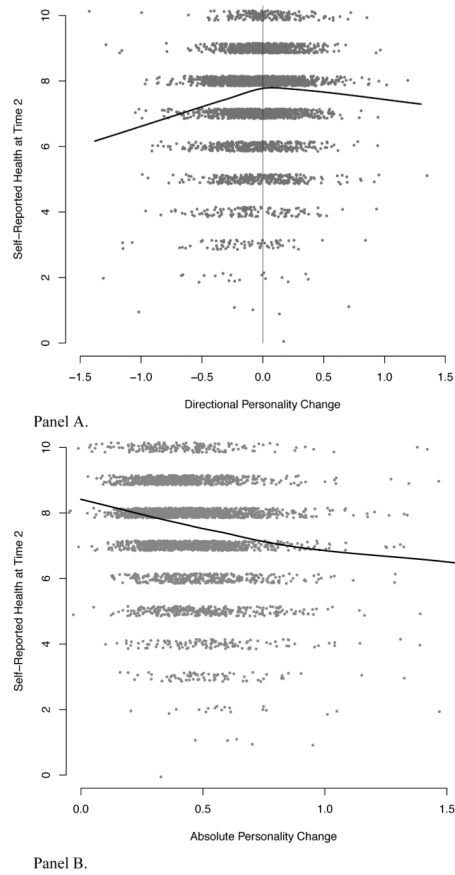 10
8
6
4
2
0
Self-Reported Health at Time 2
−1.5 −1.0 −0.5 0.0 0.5 1.0 1.5
Directional Personality Change
Panel A.
10
8
6
4
2
0
Self-Reported Health at Time 2
0.0 0.5 1.0 1.5
Absolute Personality Change
Panel B.